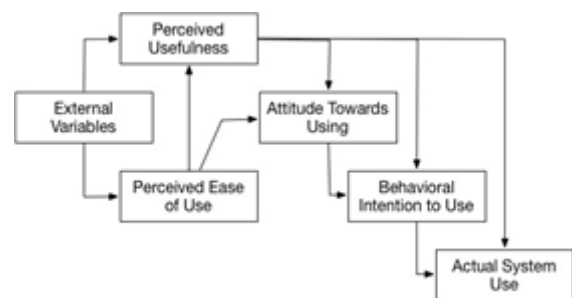 Perceived
Usefulness
External
Variables
Attitude Towards
Using
Perceived Ease
of Use
Behavioral
Intention to Use
Actual System
Use